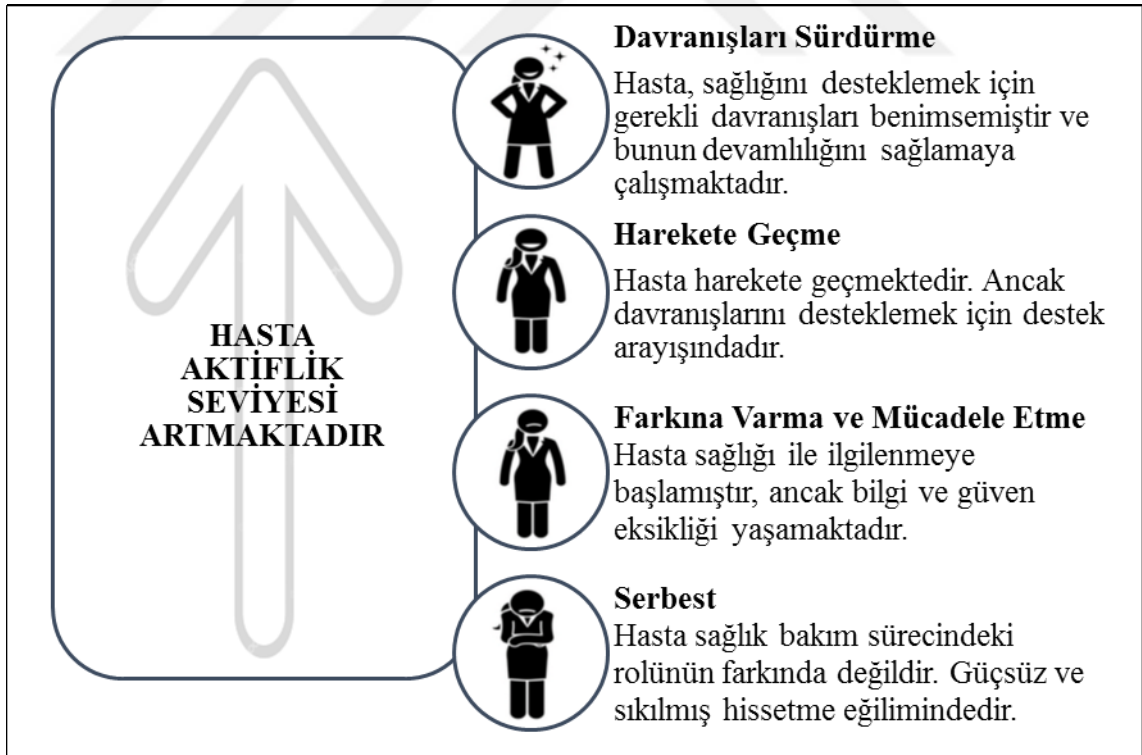 HASTA
AKTİFLİK
SEVİYESİ
ARTMAKTADIR
Davranışları Sürdürme
Hasta, sağlığını desteklemek için
gerekli davranışları benimsemiştir ve
bunun devamlılığını sağlamaya
çalışmaktadır.
Harekete Geçme
Hasta harekete geçmektedir. Ancak
davranışlarını desteklemek için destek
arayışındadır.
Farkına Varma ve Mücadele Etme
Hasta sağlığı ile ilgilenmeye
başlamıştır, ancak bilgi ve güven
eksikliği yaşamaktadır.
Serbest
Hasta sağlık bakım sürecindeki
rolünün farkında değildir. Güçsüz ve
sıkılmış hissetme eğilimindedir.